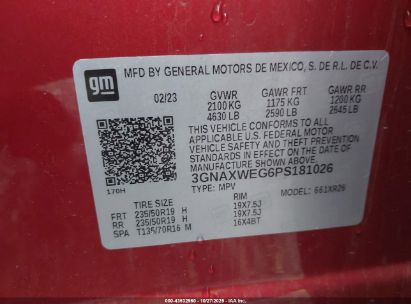 gm
MFD BY GENERAL MOTORS DE MEXICO, S. DE R.L. DE C.V.
02/23 GVWR GAWR FRT GAWR RR
2100 KG 1175 KG 1200 KG
4630 LB 2590 LB 2645 LB
THIS VEHICLE CONFORMS TO ALL
APPLICABLE U.S. FEDERAL MOTOR
VEHICLE SAFETY AND THEFT PREVENTION
STANDARDS IN EFFECT ON THE DATE OF
MANUFACTURE SHOWN ABOVE.
3GNAXWEG6PS181026
170H TYPE: MPV MODEL: 661XR26
TIRE SIZE RIM
FRT 235/50R19 H 19X7.5J
RR 235/50R19 H 19X7.5J
SPA T135/70R16 M 16X4BT